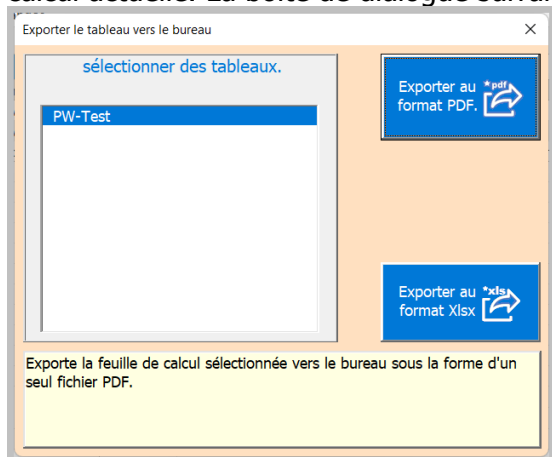 Exporter le tableau vers le bureau
sélectionner des tableaux.
PW-Test
Exporter au *pdf
format PDF.
Exporter au *xls
format Xlsx
Exporte la feuille de calcul sélectionnée vers le bureau sous la forme d'un
seul fichier PDF.